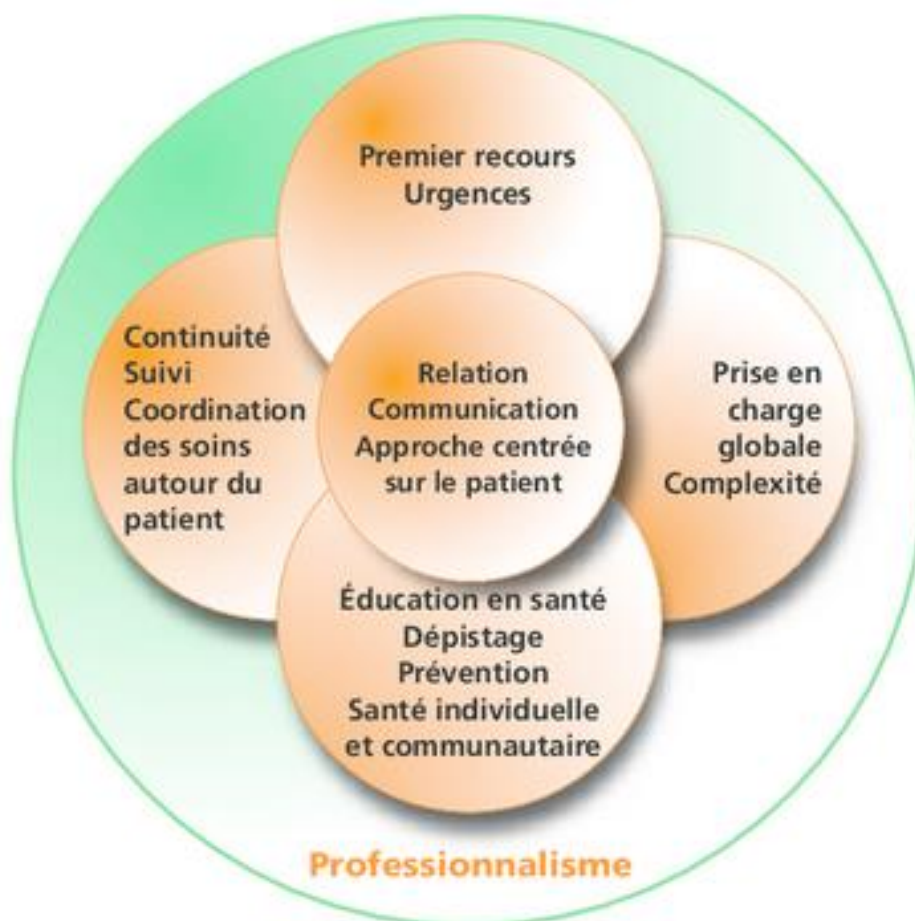 Premier recours
Urgences
Continuité
Suivi
Coordination
des soins
autour du
patient
Relation
Communication
Approche centrée
sur le patient
Prise en
charge
globale
Complexité
Éducation en santé
Dépistage
Prévention
Santé individuelle
et communautaire
Professionnalisme